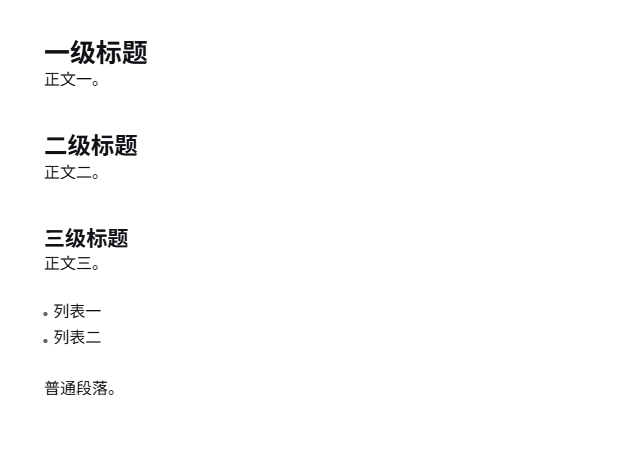 一级标题
正文一。
二级标题
正文二。
三级标题
正文三。
• 列表一
• 列表二
普通段落。